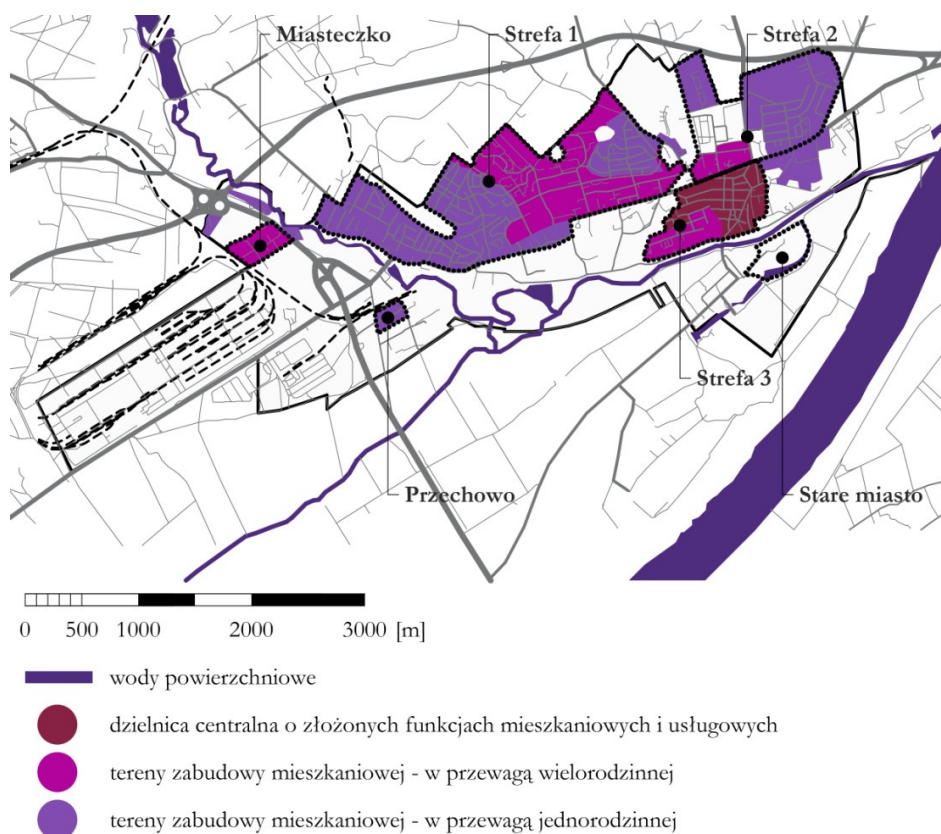 Miasteczko
Strefa 1
Strefa 2
Strefa 3
Przechowo
Stare miasto
0 500 1000 2000 3000 [m]
wody powierzchniowe
dzielnica centralna o złożonych funkcjach mieszkaniowych i usługowych
tereny zabudowy mieszkaniowej - w przewagą wielorodzinnej
tereny zabudowy mieszkaniowej - w przewagą jednorodzinnej